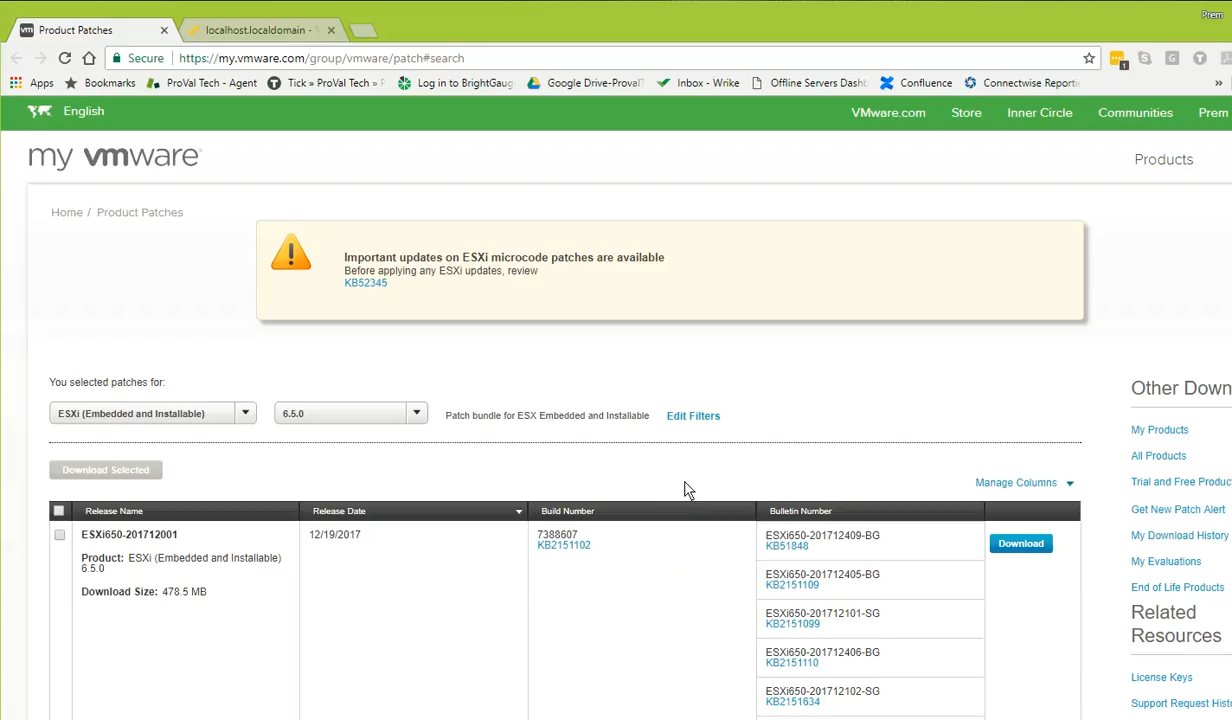 Prem
vm Product Patches
localhost.localdomain -
Secure
https://my.vmware.com/group/vmware/patch#search
1
Apps
Bookmarks
ProVal Tech - Agent
Tick » ProVal Tech »
Log in to BrightGaug
Google Drive-Proval
Inbox - Wrike
Offline Servers Dashb
Confluence
Connectwise Reporti
»
English
VMware.com
Store
Inner Circle
Communities
Prem
my vmware
Products
Home / Product Patches
Important updates on ESXi microcode patches are available
Before applying any ESXi updates, review
KB52345
You selected patches for:
ESXi (Embedded and Installable)
6.5.0
Patch bundle for ESX Embedded and Installable
Edit Filters
Download Selected
Manage Columns
Release Name
Release Date
Build Number
Bulletin Number
ESXi650-201712001
Product: ESXi (Embedded and Installable)
6.5.0
Download Size: 478.5 MB
12/19/2017
7388607
KB2151102
ESXi650-201712409-BG
KB51848
ESXi650-201712405-BG
KB2151109
ESXi650-201712101-SG
KB2151099
ESXi650-201712406-BG
KB2151110
ESXi650-201712102-SG
KB2151634
Download
Other Down
My Products
All Products
Trial and Free Produc
Get New Patch Alert
My Download History
My Evaluations
End of Life Products
Related
Resources
License Keys
Support Request Hist